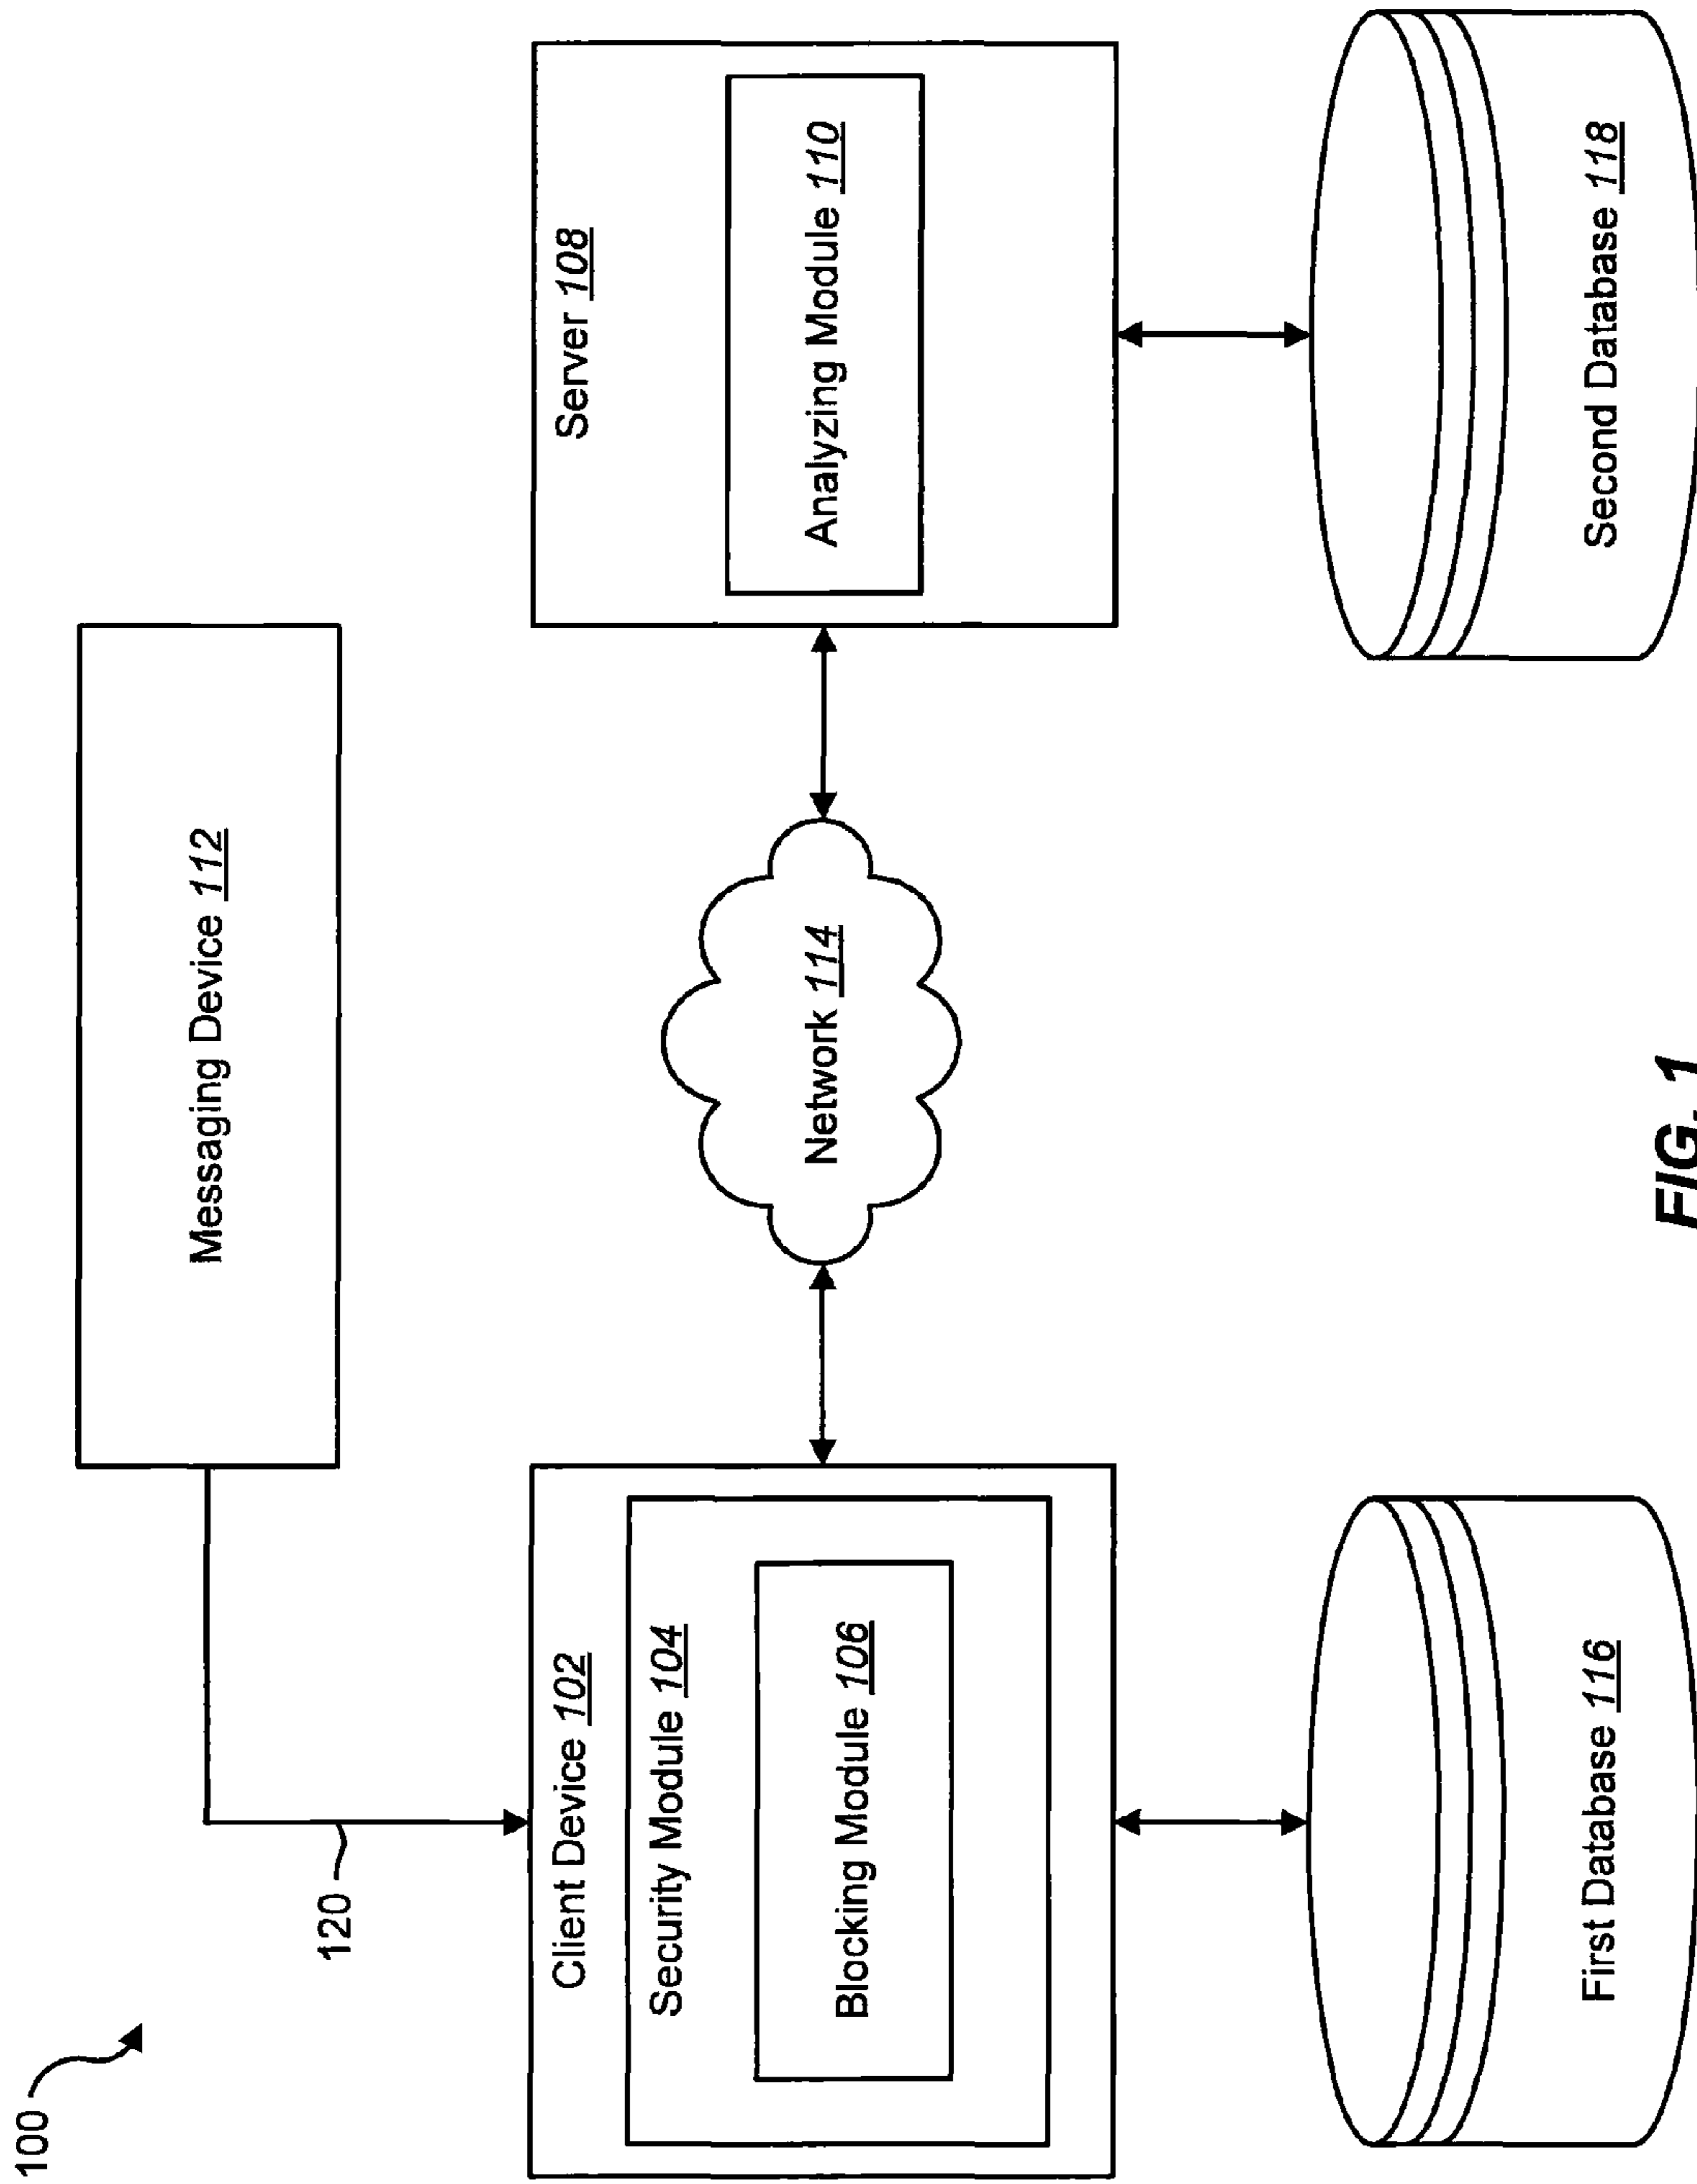 100
Messaging Device 112
120
Client Device 102
Security Module 104
Blocking Module 106
Network 114
Server 108
Analyzing Module 110
First Database 116
Second Database 118
FIG. 1